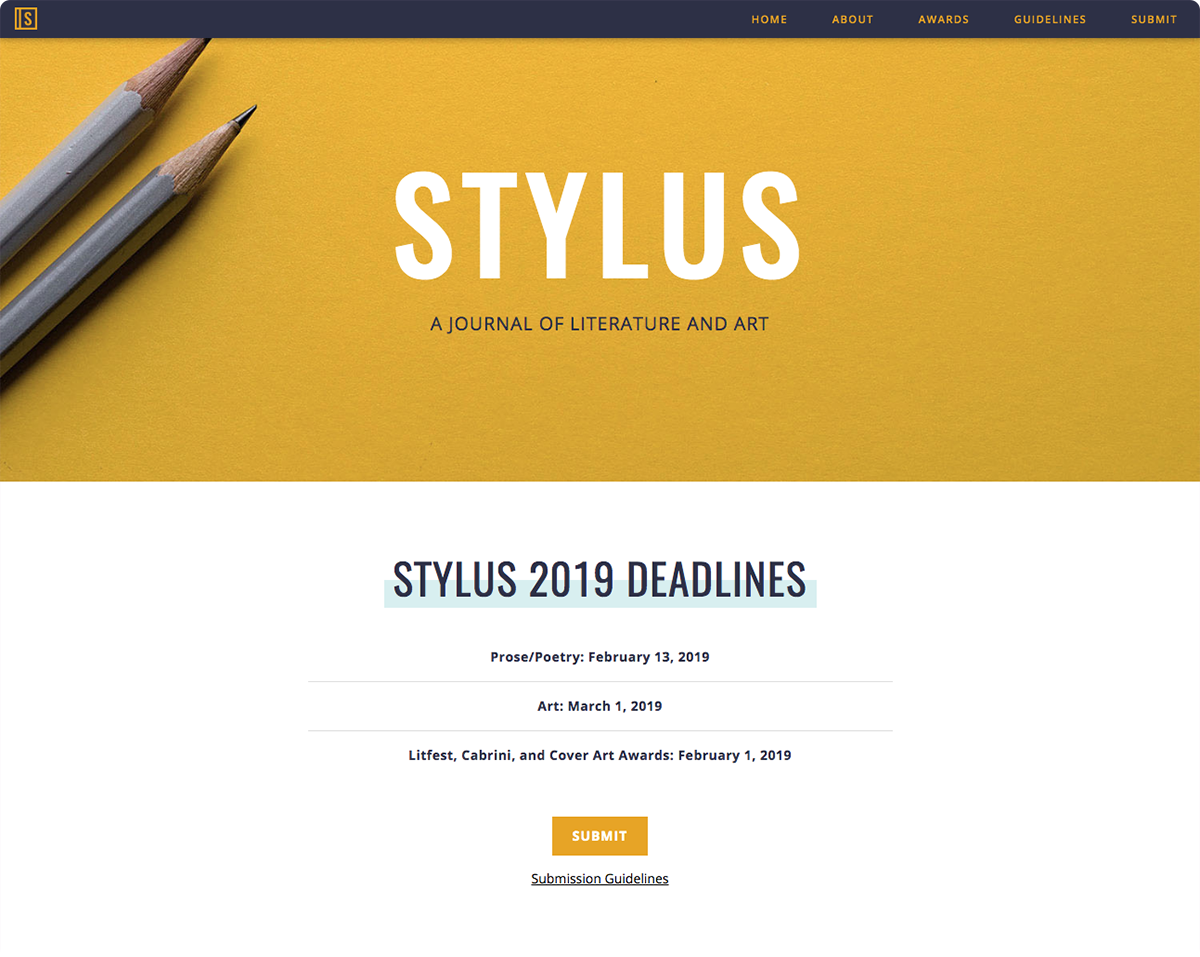 S
HOME ABOUT AWARDS GUIDELINES SUBMIT
STYLUS
A JOURNAL OF LITERATURE AND ART
STYLUS 2019 DEADLINES
Prose/Poetry: February 13, 2019
Art: March 1, 2019
Litfest, Cabrini, and Cover Art Awards: February 1, 2019
SUBMIT
Submission Guidelines